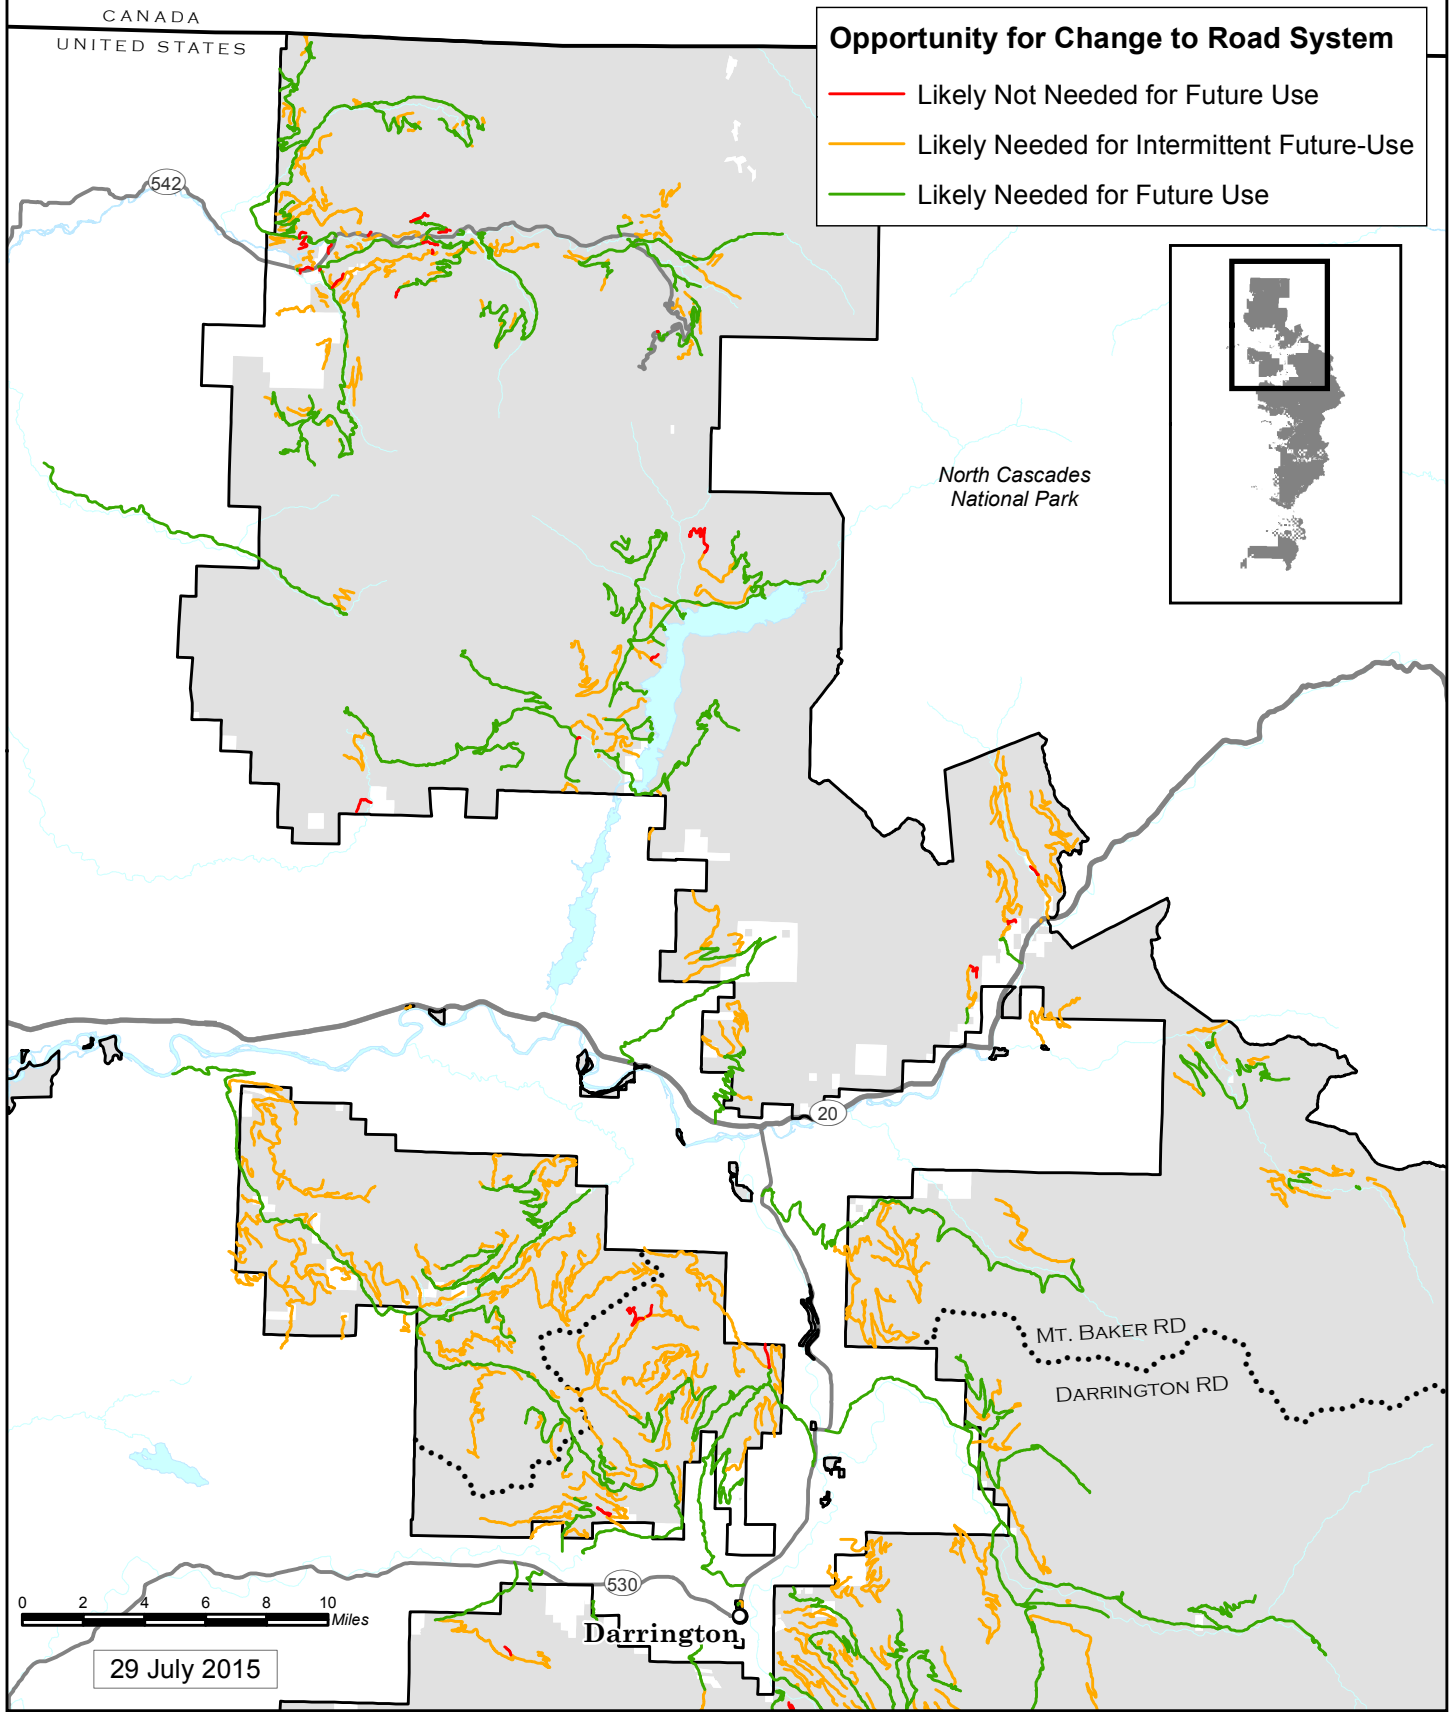 CANADA
UNITED STATES
Opportunity for Change to Road System
Likely Not Needed for Future Use
Likely Needed for Intermittent Future-Use
Likely Needed for Future Use
542
North Cascades
National Park
20
MT. BAKER RD
DARRINGTON RD
530
0 2 4 6 8 10
Miles
Darrington
29 July 2015